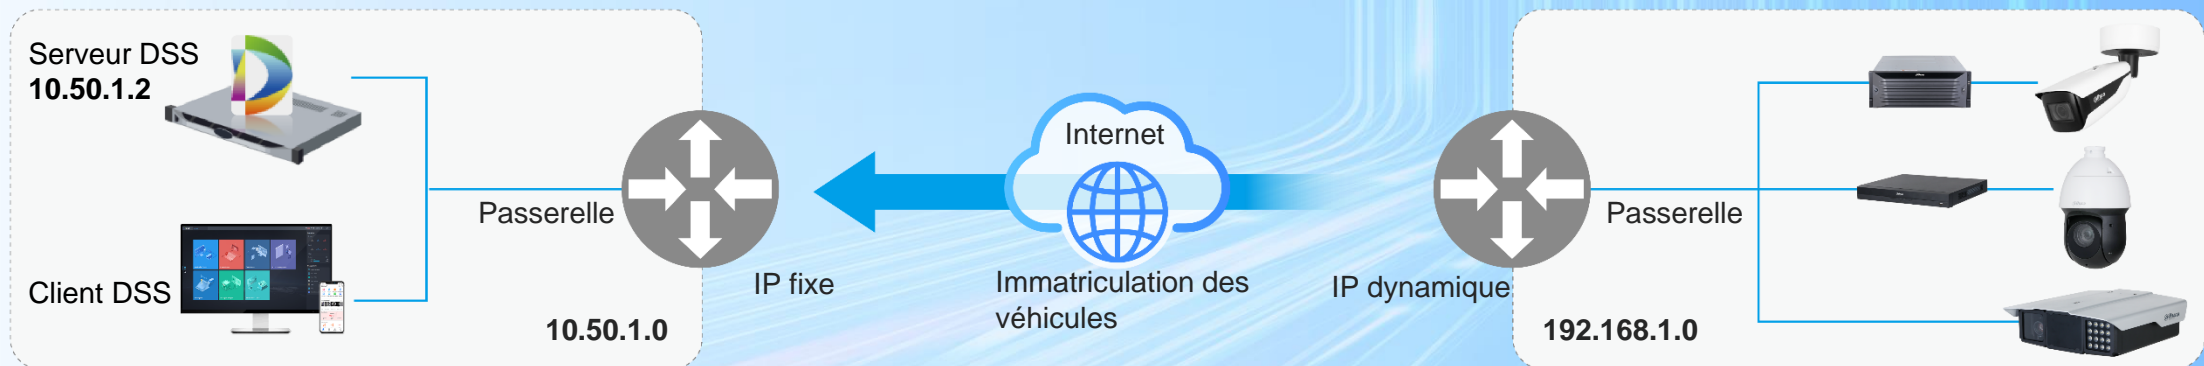 Serveur DSS
10.50.1.2
Client DSS
Passerelle
10.50.1.0
IP fixe
Internet
Immatriculation des
véhicules
IP dynamique
Passerelle
192.168.1.0